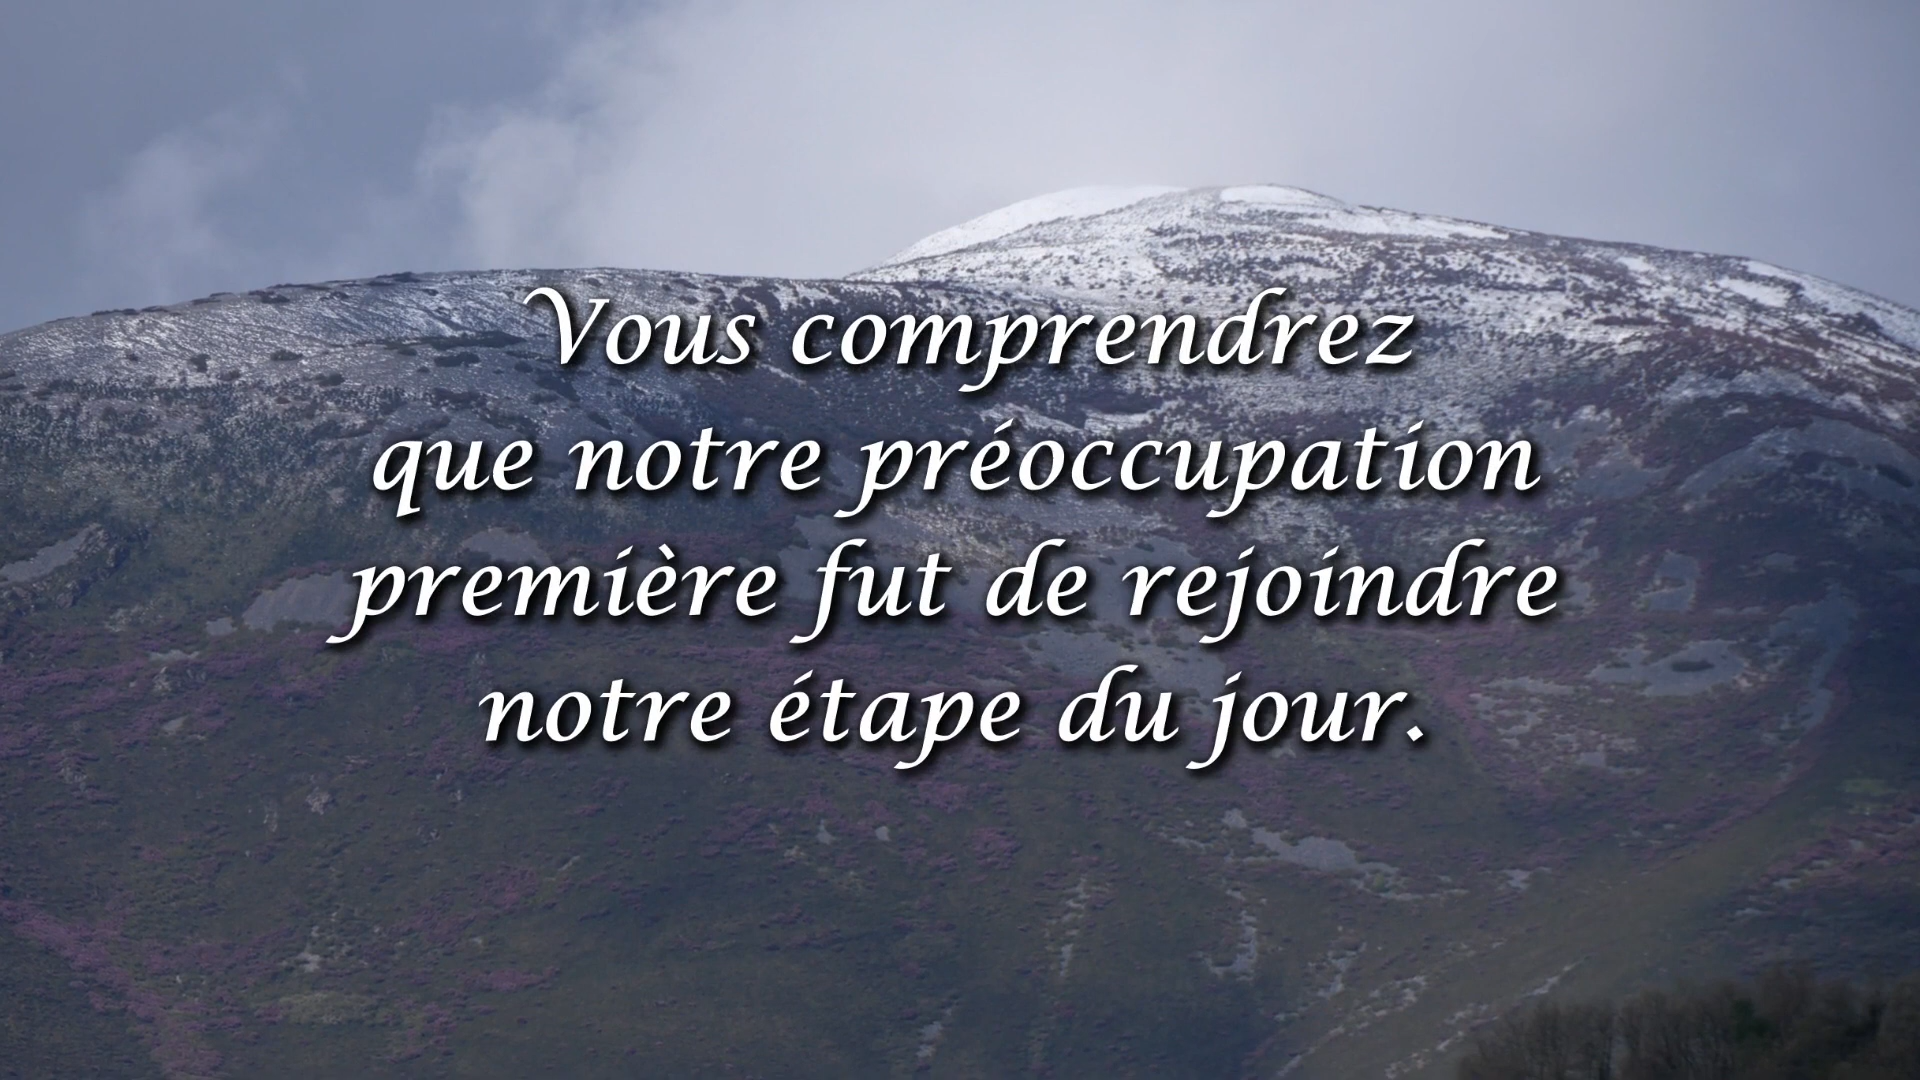 Vous comprendrez
que notre préoccupation
première fut de rejoindre
notre étape du jour.